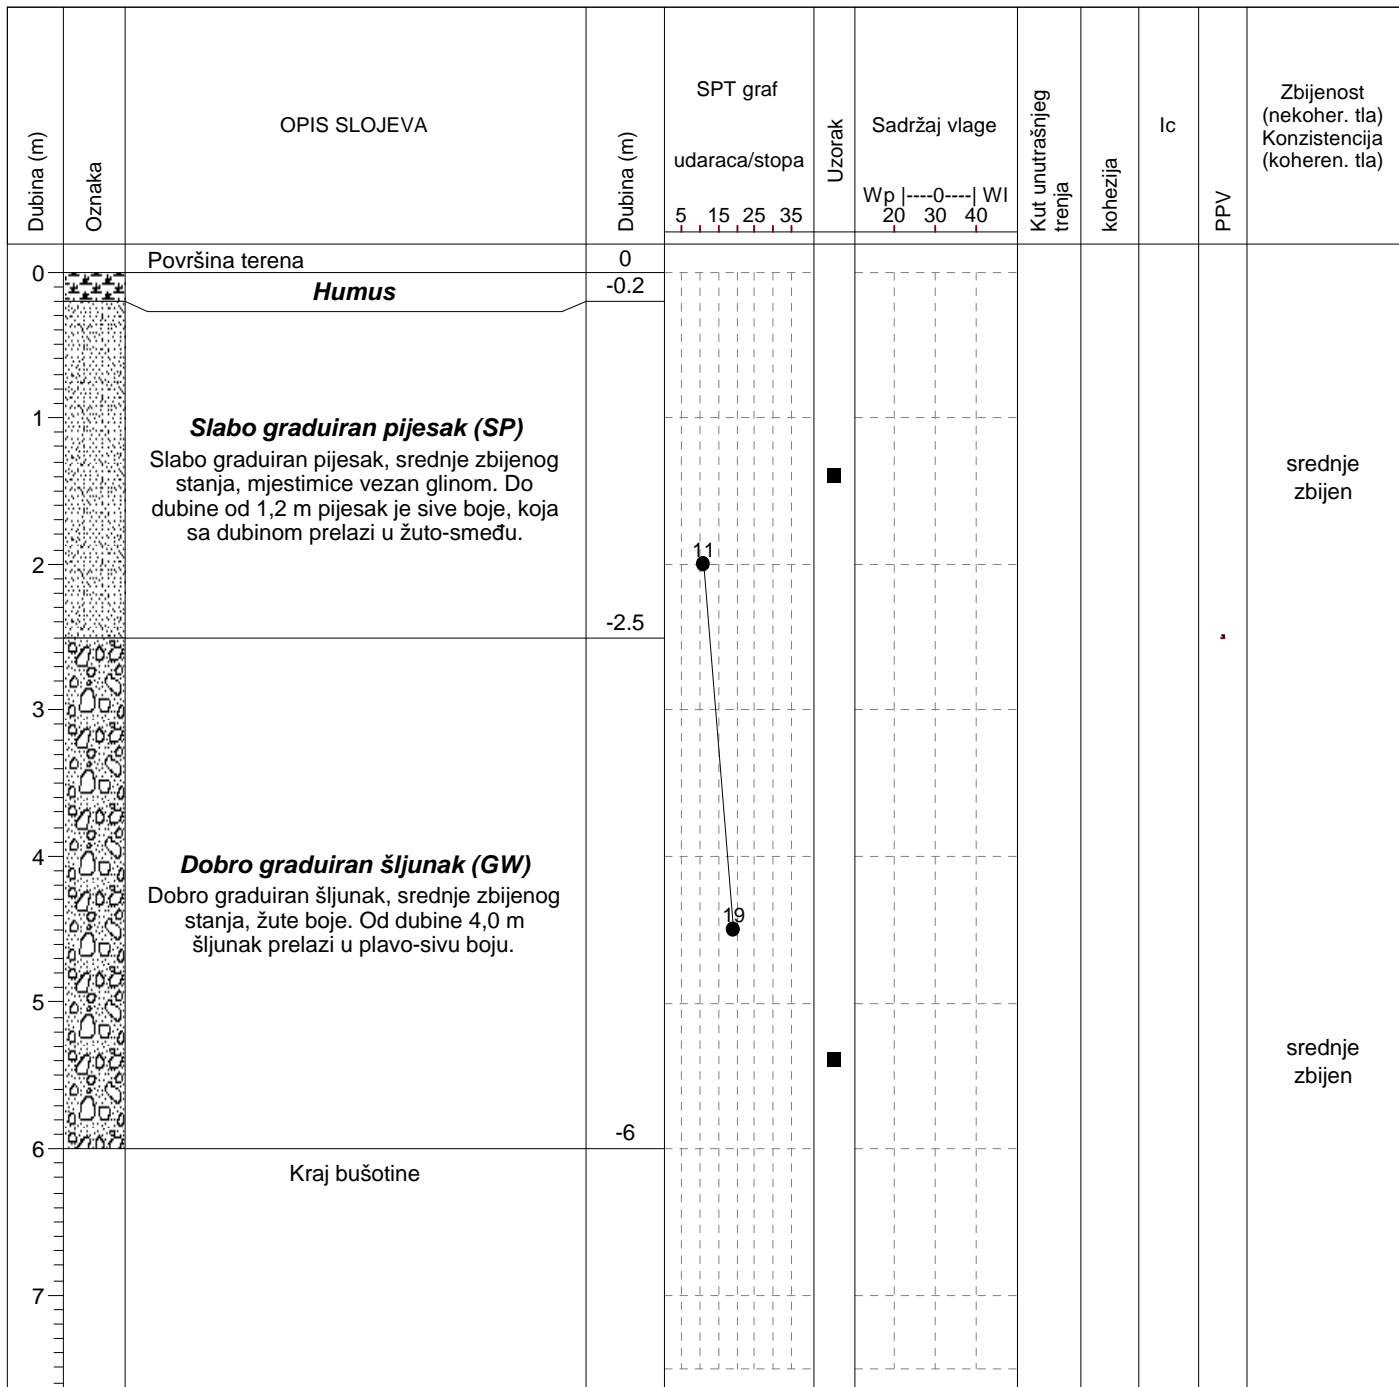 Dubina (m)
Oznaka
OPIS SLOJEVA
Dubina (m)
SPT graf
udaraca/stopa
5 15 25 35
Uzorak
Sadržaj vlage
Wp |----0----| Wl
20 30 40
Kut unutrašnjeg
trenja
kohezija
Ic
PPV
Zbijenost
(nekoher. tla)
Konzistencija
(koheren. tla)
Površina terena
0
0
Humus
-0.2
1
Slabo graduiran pijesak (SP)
Slabo graduiran pijesak, srednje zbijenog
stanja, mjestimice vezan glinom. Do
dubine od 1,2 m pijesak je sive boje, koja
sa dubinom prelazi u žuto-smeđu.
srednje
zbijen
11
2
-2.5
3
4
Dobro graduiran šljunak (GW)
Dobro graduiran šljunak, srednje zbijenog
stanja, žute boje. Od dubine 4,0 m
šljunak prelazi u plavo-sivu boju.
19
5
srednje
zbijen
-6
6
Kraj bušotine
7